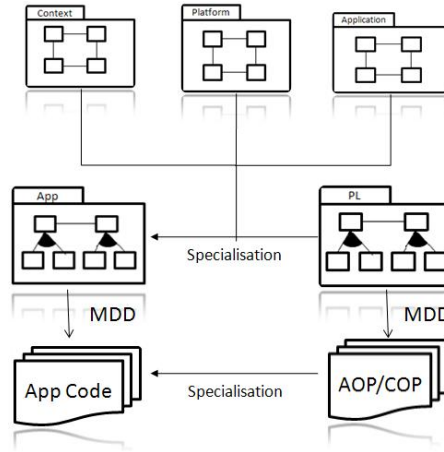 Context
Platform
Application
App
PL
Specialisation
MDD
MDD
App Code
Specialisation
AOP/COP